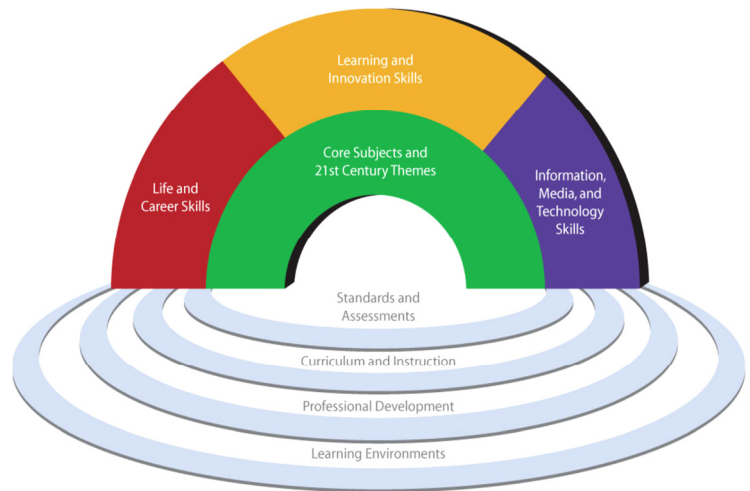 Learning and
Innovation Skills
Core Subjects and
21st Century Themes
Life and
Career Skills
Information,
Media, and
Technology
Skills
Standards and
Assessments
Curriculum and Instruction
Professional Development
Learning Environments